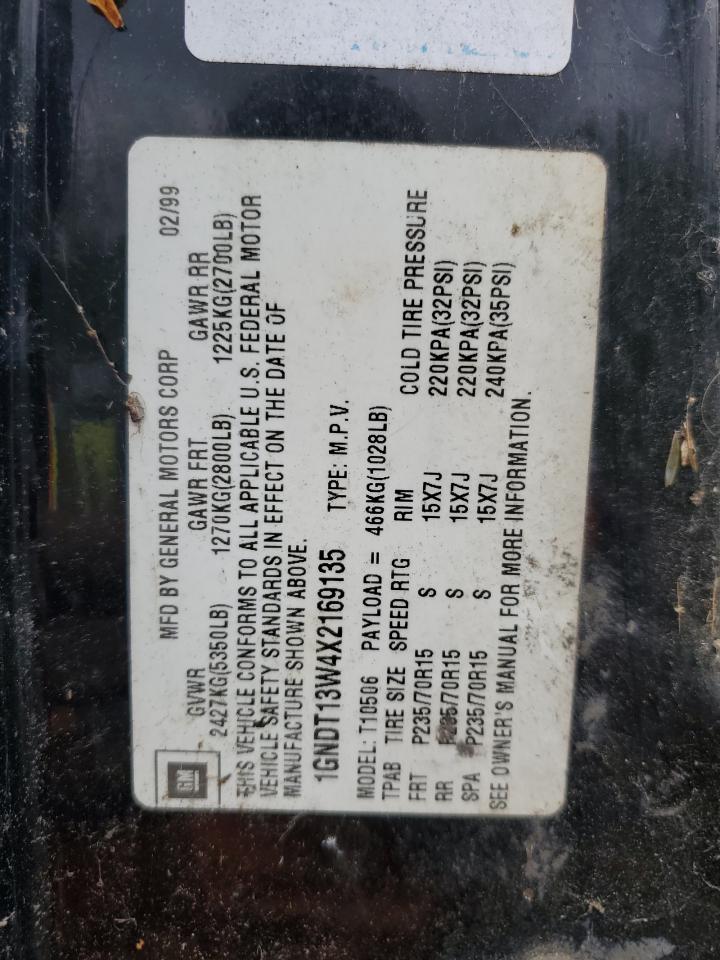 GM
MFD BY GENERAL MOTORS CORP 02/99
GVWR GAWR FRT GAWR RR
2427KG(5350LB) 1270KG(2800LB) 1225KG(2700LB)
THIS VEHICLE CONFORMS TO ALL APPLICABLE U.S. FEDERAL MOTOR
VEHICLE SAFETY STANDARDS IN EFFECT ON THE DATE OF
MANUFACTURE SHOWN ABOVE.
1GNDT13W4X2169135 TYPE: M.P.V.
MODEL: T10506 PAYLOAD = 466KG(1028LB)
TPAB TIRE SIZE SPEED RTG RIM COLD TIRE PRESSURE
FRT P235/70R15 S 15X7J 220KPA(32PSI)
RR P235/70R15 S 15X7J 220KPA(32PSI)
SPA P235/70R15 S 15X7J 240KPA(35PSI)
SEE OWNER'S MANUAL FOR MORE INFORMATION.